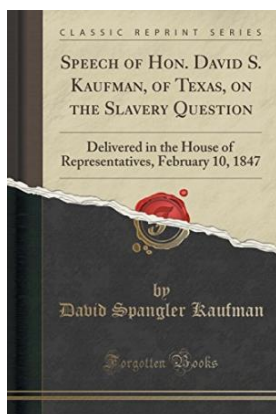 CLASSIC REPRINT SERIES
SPEECH OF HON. DAVID S.
KAUFMAN, OF TEXAS, ON THE
SLAVERY QUESTION
Delivered in the House of
Representatives, February 10, 1847
by
David Spangler Kaufman
Forgotten Books